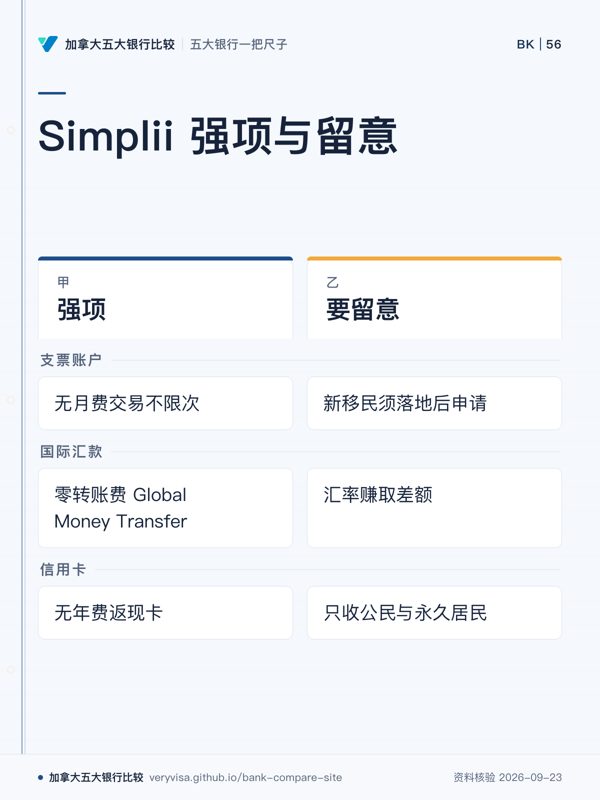 加拿大五大银行比较 | 五大银行一把尺子
BK | 56
Simplii 强项与留意
甲
强项
乙
要留意
支票账户
无月费交易不限次
新移民须落地后申请
国际汇款
零转账费 Global
Money Transfer
汇率赚取差额
信用卡
无年费返现卡
只收公民与永久居民
加拿大五大银行比较 veryvisa.github.io/bank-compare-site
资料核验 2026-09-23